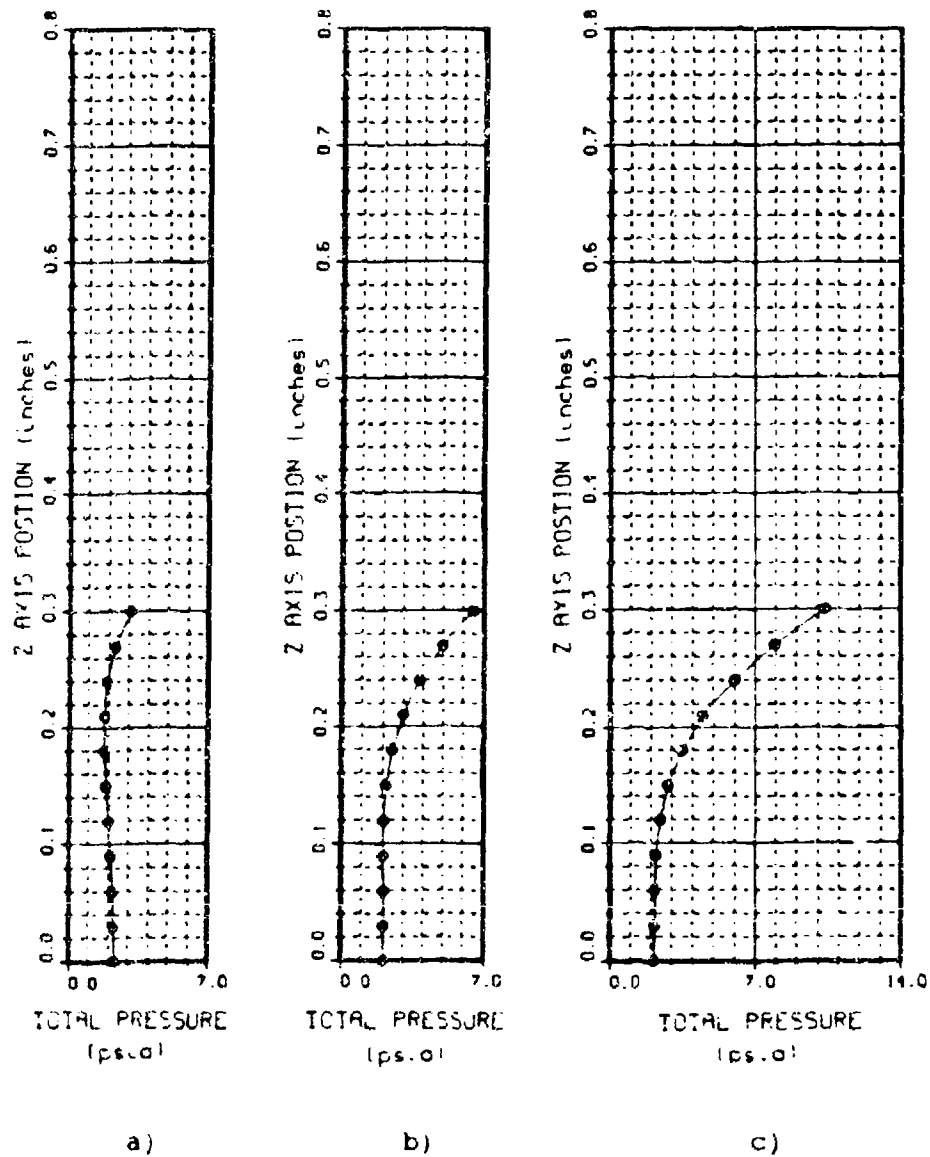 0.8
0.7
0.6
0.5
0.4
0.3
0.2
0.1
0.0
Z AXIS POSITION (inches)
0.0 7.0
TOTAL PRESSURE
(psia)
a)
0.8
0.7
0.6
0.5
0.4
0.3
0.2
0.1
0.0
Z AXIS POSITION (inches)
0.0 7.0
TOTAL PRESSURE
(psia)
b)
0.8
0.7
0.6
0.5
0.4
0.3
0.2
0.1
0.0
Z AXIS POSITION (inches)
0.0 7.0 14.0
TOTAL PRESSURE
(psia)
c)